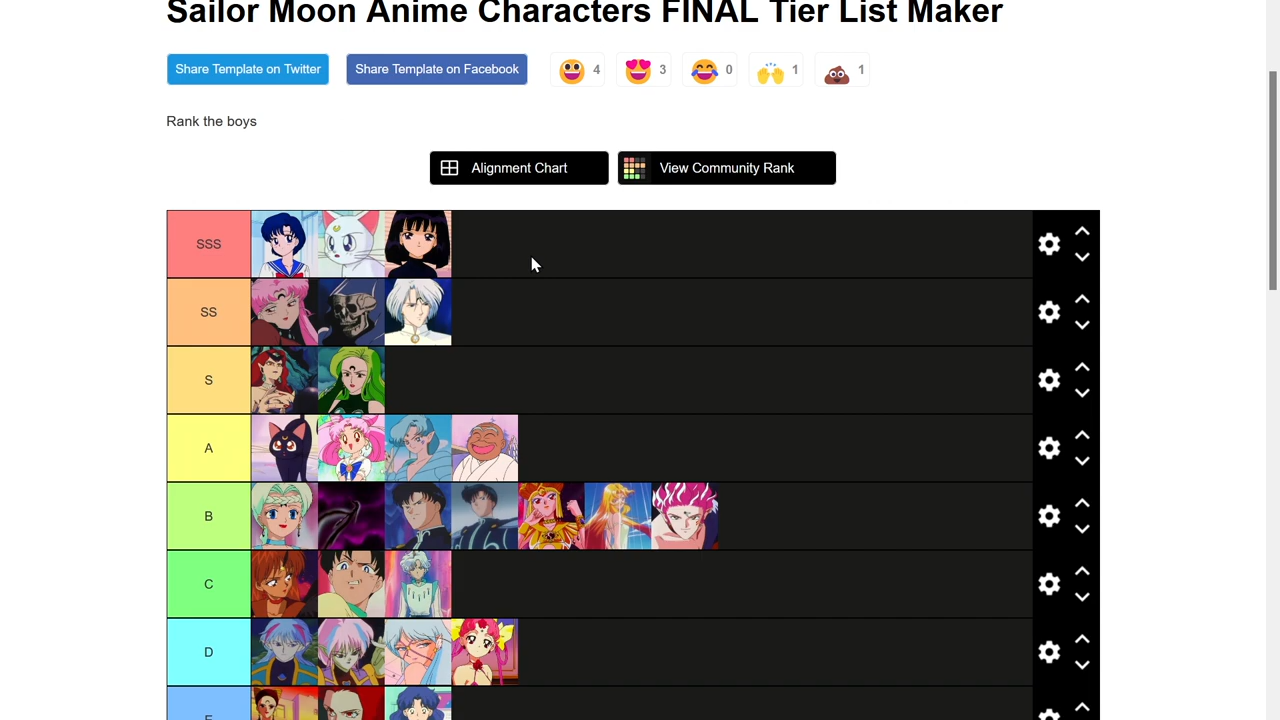 Sailor Moon Anime Characters FINAL Tier List Maker
Share Template on Twitter
Share Template on Facebook
4
3
0
1
1
Rank the boys
Alignment Chart
View Community Rank
SSS
SS
S
A
B
C
D